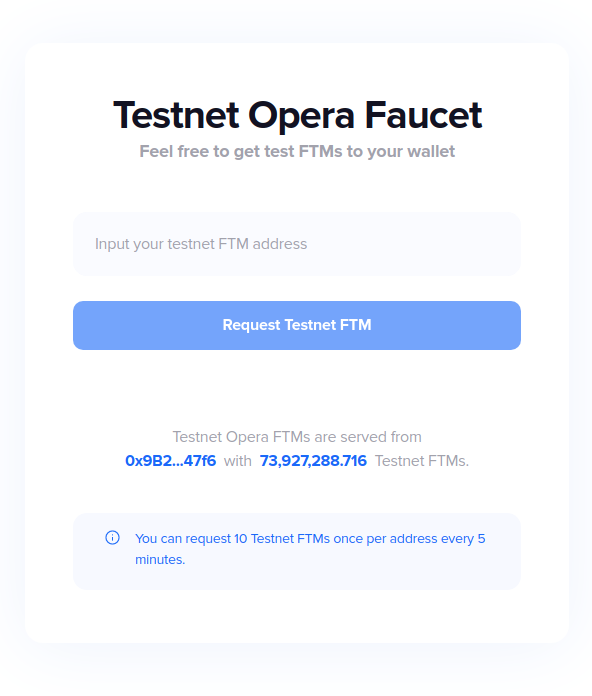 Testnet Opera Faucet
Feel free to get test FTMs to your wallet
Input your testnet FTM address
Request Testnet FTM
Testnet Opera FTMs are served from
0x9B2...47f6 with 73,927,288.716 Testnet FTMs.
You can request 10 Testnet FTMs once per address every 5
minutes.